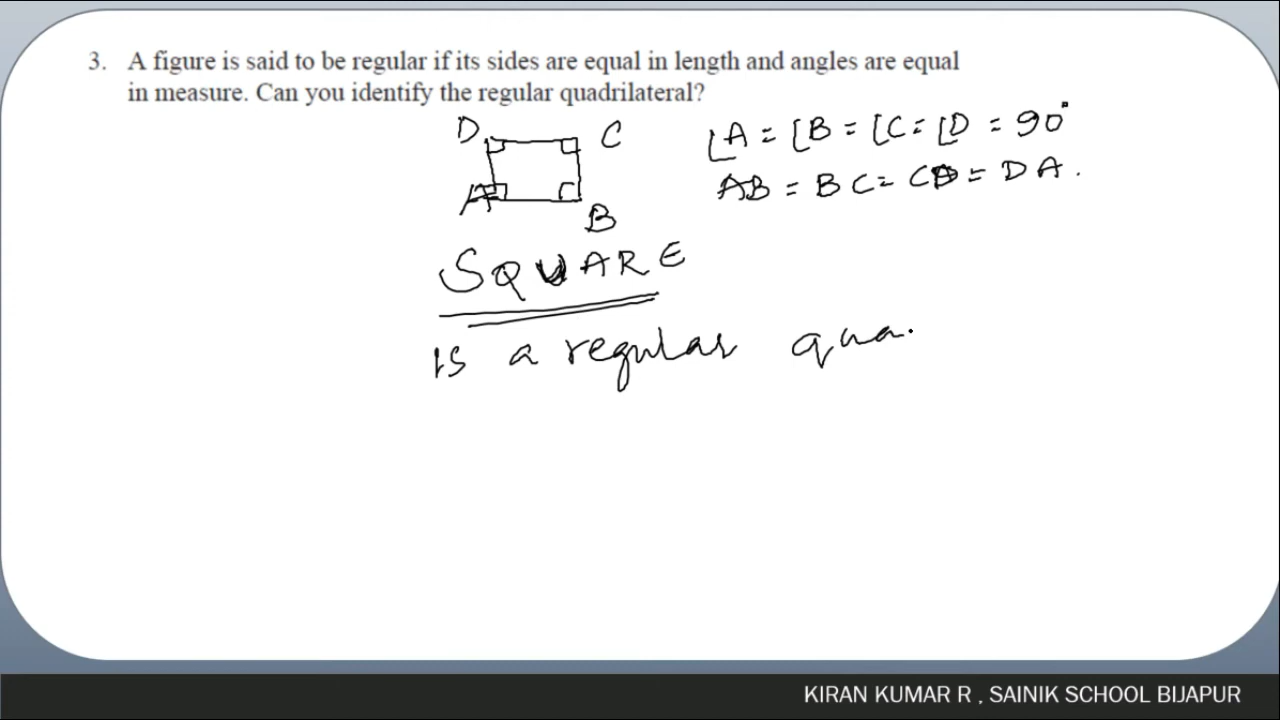 3. A figure is said to be regular if its sides are equal in length and angles are equal
in measure. Can you identify the regular quadrilateral?
D C
A B
∠A = ∠B = ∠C = ∠D = 90°
AB = BC = CD = DA.
SQUARE
is a regular qua.
KIRAN KUMAR R , SAINIK SCHOOL BIJAPUR